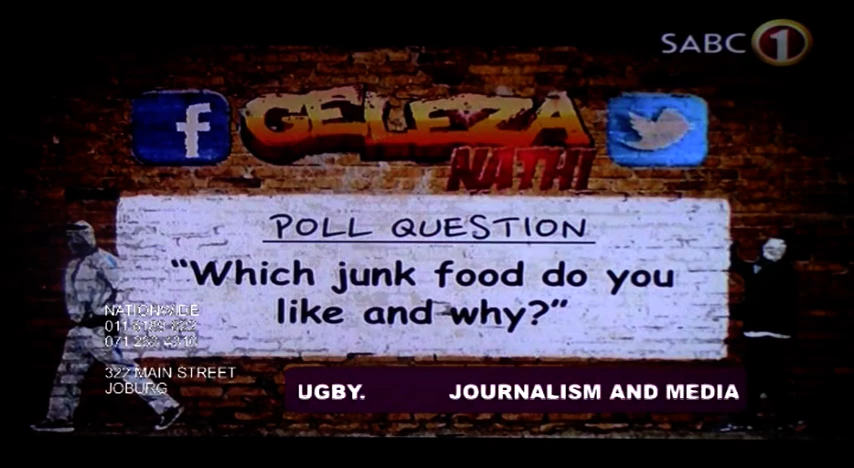 SABC 1
f GELEZA
NATHI
POLL QUESTION
“Which junk food do you
like and why?”
NATIONWIDE
322 MAIN STREET
JOBURG
UGBY. JOURNALISM AND MEDIA